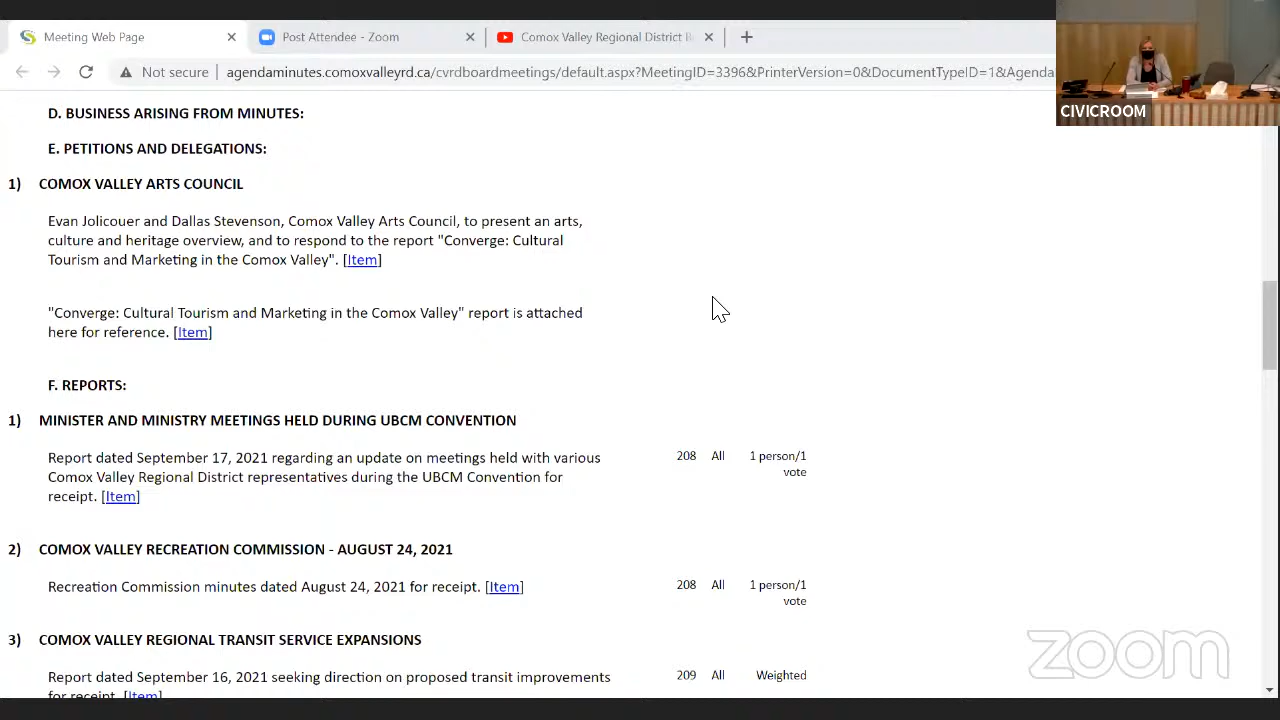 Meeting Web Page
Post Attendee - Zoom
Comox Valley Regional District B
Not secure
agendaminutes.comoxvalleyrd.ca/cvrdboardmeetings/default.aspx?MeetingID=3396&PrinterVersion=0&DocumentTypeID=1&Agenda
CIVICROOM
D. BUSINESS ARISING FROM MINUTES:
E. PETITIONS AND DELEGATIONS:
1) COMOX VALLEY ARTS COUNCIL
Evan Jolicouer and Dallas Stevenson, Comox Valley Arts Council, to present an arts,
culture and heritage overview, and to respond to the report "Converge: Cultural
Tourism and Marketing in the Comox Valley". [Item]
"Converge: Cultural Tourism and Marketing in the Comox Valley" report is attached
here for reference. [Item]
F. REPORTS:
1) MINISTER AND MINISTRY MEETINGS HELD DURING UBCM CONVENTION
Report dated September 17, 2021 regarding an update on meetings held with various 208 All 1 person/1
Comox Valley Regional District representatives during the UBCM Convention for vote
receipt. [Item]
2) COMOX VALLEY RECREATION COMMISSION - AUGUST 24, 2021
Recreation Commission minutes dated August 24, 2021 for receipt. [Item] 208 All 1 person/1
vote
3) COMOX VALLEY REGIONAL TRANSIT SERVICE EXPANSIONS
Report dated September 16, 2021 seeking direction on proposed transit improvements 209 All Weighted
for receipt. [Item]
zoom